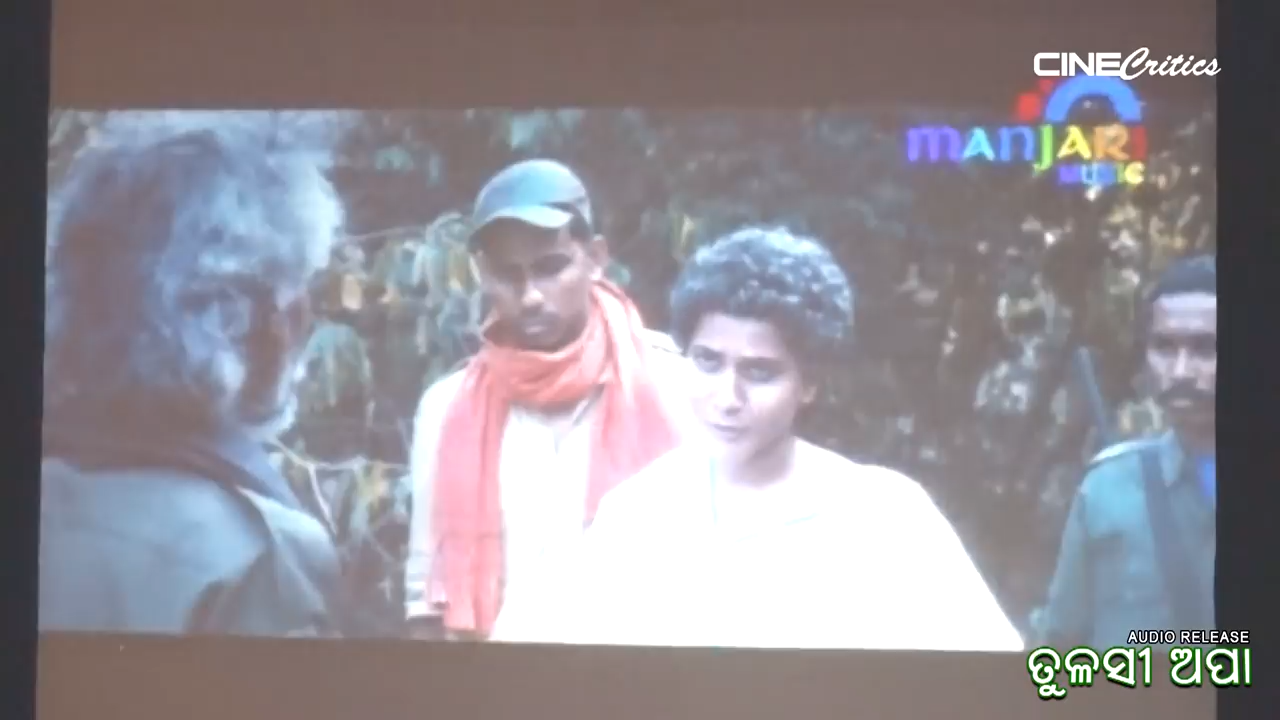 CINECritics
MANJARI
MUSIC
AUDIO RELEASE
ତୁଳସୀ ଅପା